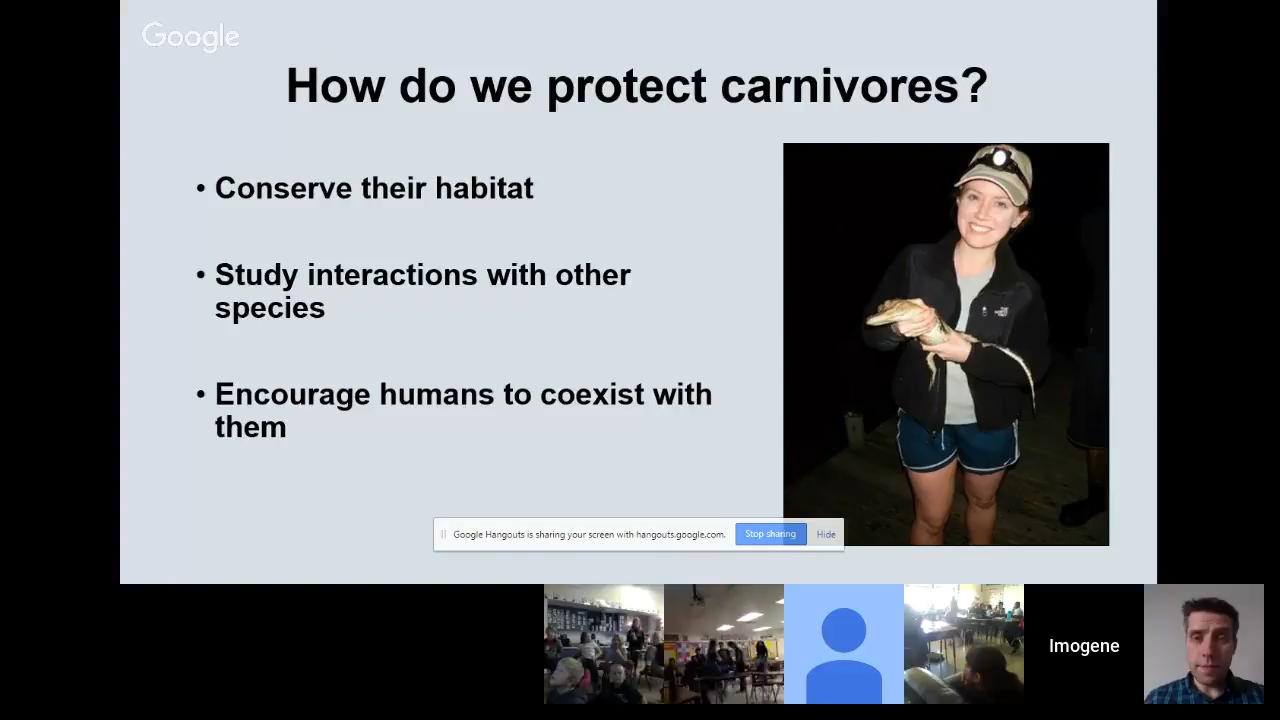 Google
How do we protect carnivores?
• Conserve their habitat
• Study interactions with other
species
• Encourage humans to coexist with
them
Google Hangouts is sharing your screen with hangouts.google.com.
Stop sharing
Hide
Imogene